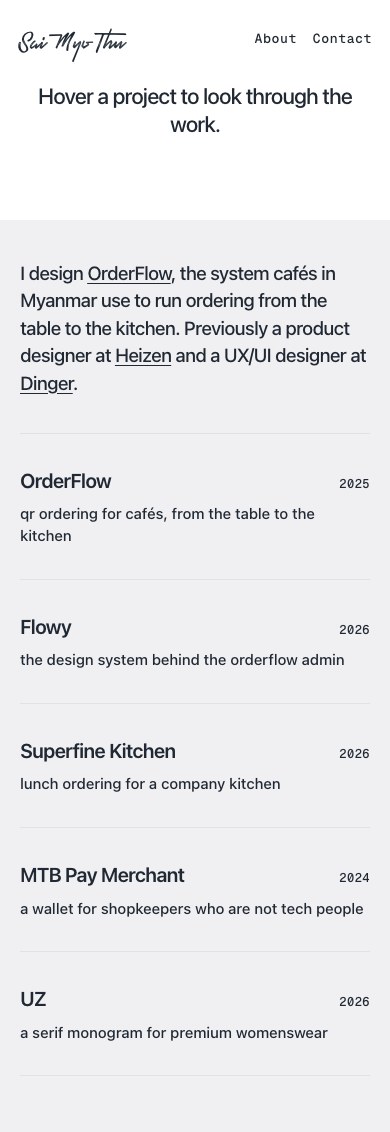 Sai Myo Thu
About Contact
Hover a project to look through the
work.
I design OrderFlow, the system cafés in
Myanmar use to run ordering from the
table to the kitchen. Previously a product
designer at Heizen and a UX/UI designer at
Dinger.
OrderFlow
2025
qr ordering for cafés, from the table to the
kitchen
Flowy
2026
the design system behind the orderflow admin
Superfine Kitchen
2026
lunch ordering for a company kitchen
MTB Pay Merchant
2024
a wallet for shopkeepers who are not tech people
UZ
2026
a serif monogram for premium womenswear